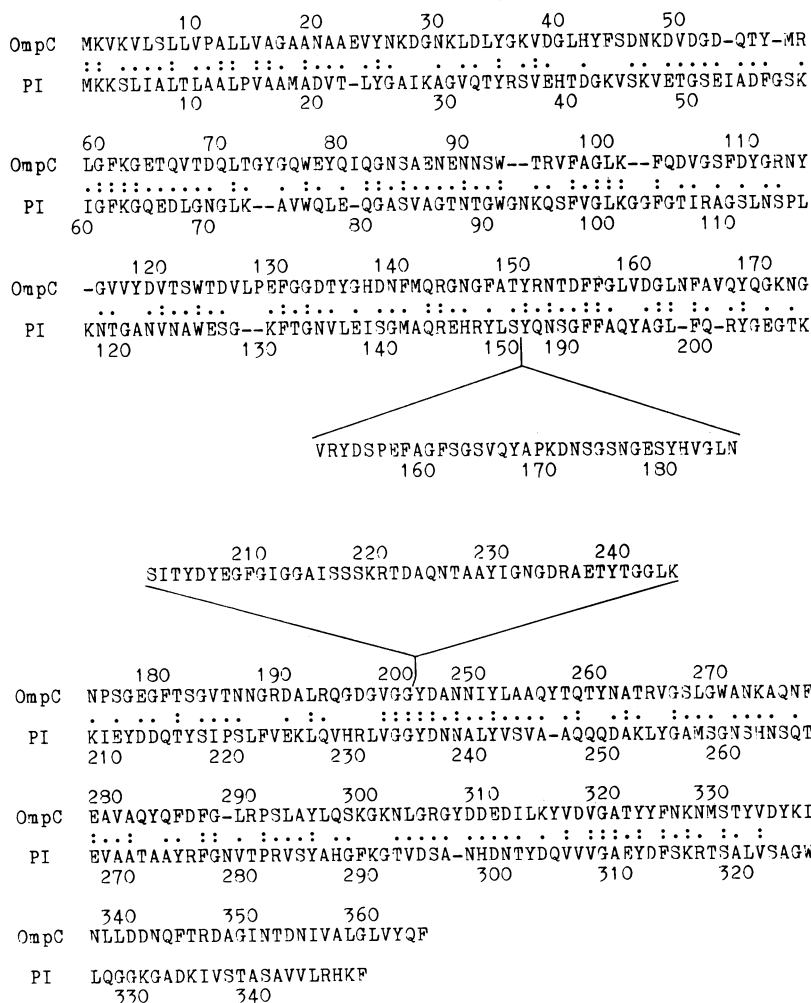 10 20 30 40 50
OmpC MKVKVLSLLVPALLVAGAANAAEVYNKDGNKLDLYGKVDGLHYFSDNKDVDGD-QTY-MR
PI MKKSLIALTLAALPVAAMADVT-LYGAIKAGVQTYRSVEHTDGKVSKVETGSEIADFGSK
10 20 30 40 50
60 70 80 90 100 110
OmpC LGFKGETQVTDQLTGYGQWEYQIQGNSAENENNSW--TRVFAGLK--FQDVGSFDYGRNY
PI IGFKGQEDLGNGLK--AVWQLE-QGASVAGTNTGWGNKQSFVGLKGGFGTIRAGSLNSPL
60 70 80 90 100 110
120 130 140 150 160 170
OmpC -GVVYDVTSWTDVLPEFGGDTYGHDNFMQRGNGFATYRNTDFFGLVDGLNFAVQYQGKNG
PI KNTGANVNAWESG--KFTGNVLEISGMAQREHRYLSYQNSGFFAQYAGL-FQ-RYGEGTK
120 130 140 150 190 200
VRYDSPEFAGFSGSVQYAPKDNSGSNGESYHVGLN
160 170 180
210 220 230 240
SITYDYEGFGIGGAISSSKRTDAQNTAAYIGNGDRAETYTGGLK
180 190 200 250 260 270
OmpC NPSGEGFTSGVTNNGRDALRQGDGVGGYDANNIYLAAQYTQTYNATRVGSLGWANKAQNF
PI KIEYDDQTYSIPSLFVEKLQVHRLVGGYDNNALYVSVA-AQQQDAKLYGAMSGNSHNSQT
210 220 230 240 250 260
280 290 300 310 320 330
OmpC EAVAQYQFDFG-LRPSLAYLQSKGKNLGRGYDDEDILKYVDVGATYYFNKNMSTYVDYKI
PI EVAATAAYRFGNVTPRVSYAHGFKGTVDSA-NHDNTYDQVVVGAEYDFSKRTSALVSAGW
270 280 290 300 310 320
340 350 360
OmpC NLLDDNQFTRDAGINTDNIVALGLVYQF
PI LQGGKGADKIVSTASAVVLRHKF
330 340